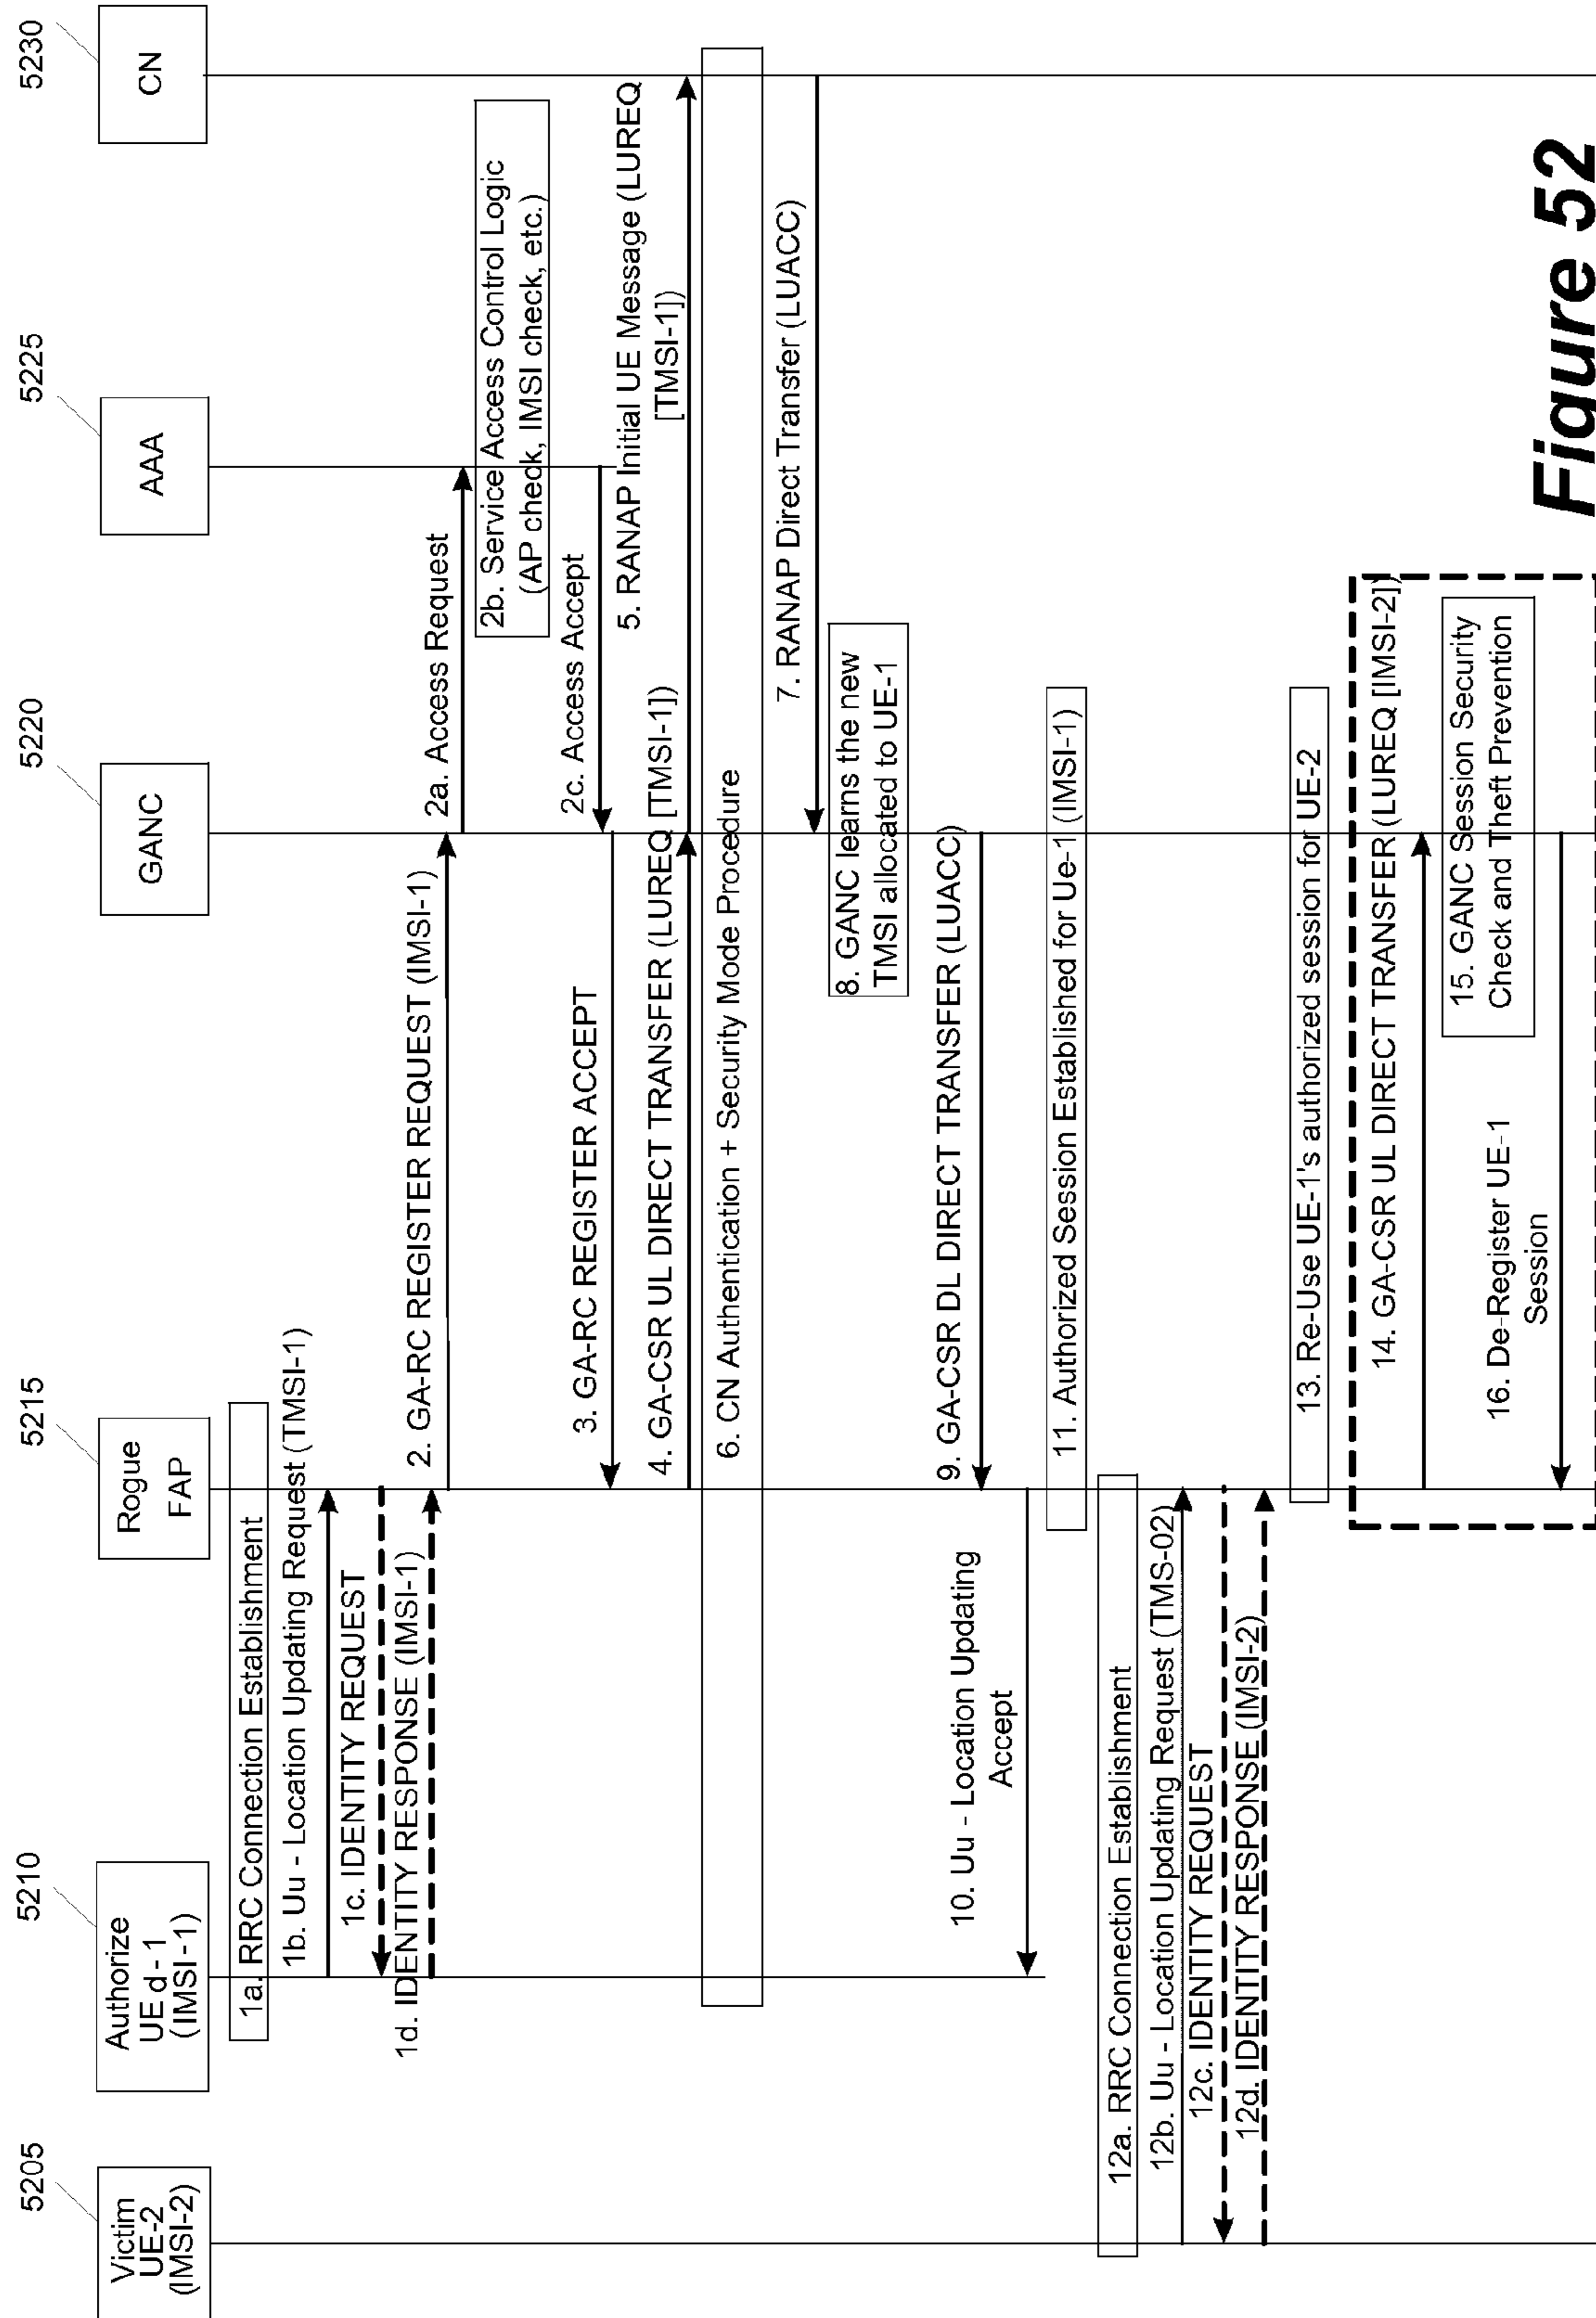 5205
5210
5215
5220
5225
5230
Victim
UE-2
(IMSI-2)
Authorize
UE d - 1
(IMSI-1)
Rogue
FAP
GANC
AAA
CN
1a. RRC Connection Establishment
1b. Uu - Location Updating Request (TMSI-1)
1c. IDENTITY REQUEST
1d. IDENTITY RESPONSE (IMSI-1)
2. GA-RC REGISTER REQUEST (IMSI-1)
2a. Access Request
2b. Service Access Control Logic
(AP check, IMSI check, etc.)
2c. Access Accept
3. GA-RC REGISTER ACCEPT
4. GA-CSR UL DIRECT TRANSFER (LUREQ [TMSI-1])
5. RANAP Initial UE Message (LUREQ
[TMSI-1])
6. CN Authentication + Security Mode Procedure
7. RANAP Direct Transfer (LUACC)
8. GANC learns the new
TMSI allocated to UE-1
9. GA-CSR DL DIRECT TRANSFER (LUACC)
10. Uu - Location Updating
Accept
11. Authorized Session Established for Ue-1 (IMSI-1)
12a. RRC Connection Establishment
12b. Uu - Location Updating Request (TMS-02)
12c. IDENTITY REQUEST
12d. IDENTITY RESPONSE (IMSI-2)
13. Re-Use UE-1's authorized session for UE-2
14. GA-CSR UL DIRECT TRANSFER (LUREQ [IMSI-2])
15. GANC Session Security
Check and Theft Prevention
16. De-Register UE-1
Session
Figure 52